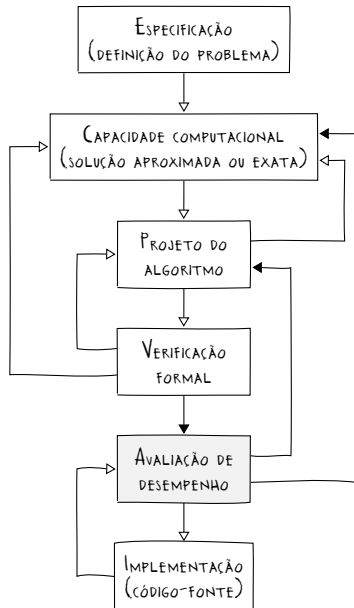 Especificação
(definição do problema)
Capacidade computacional
(solução aproximada ou exata)
Projeto do
algoritmo
Verificação
formal
Avaliação de
desempenho
Implementação
(código-fonte)